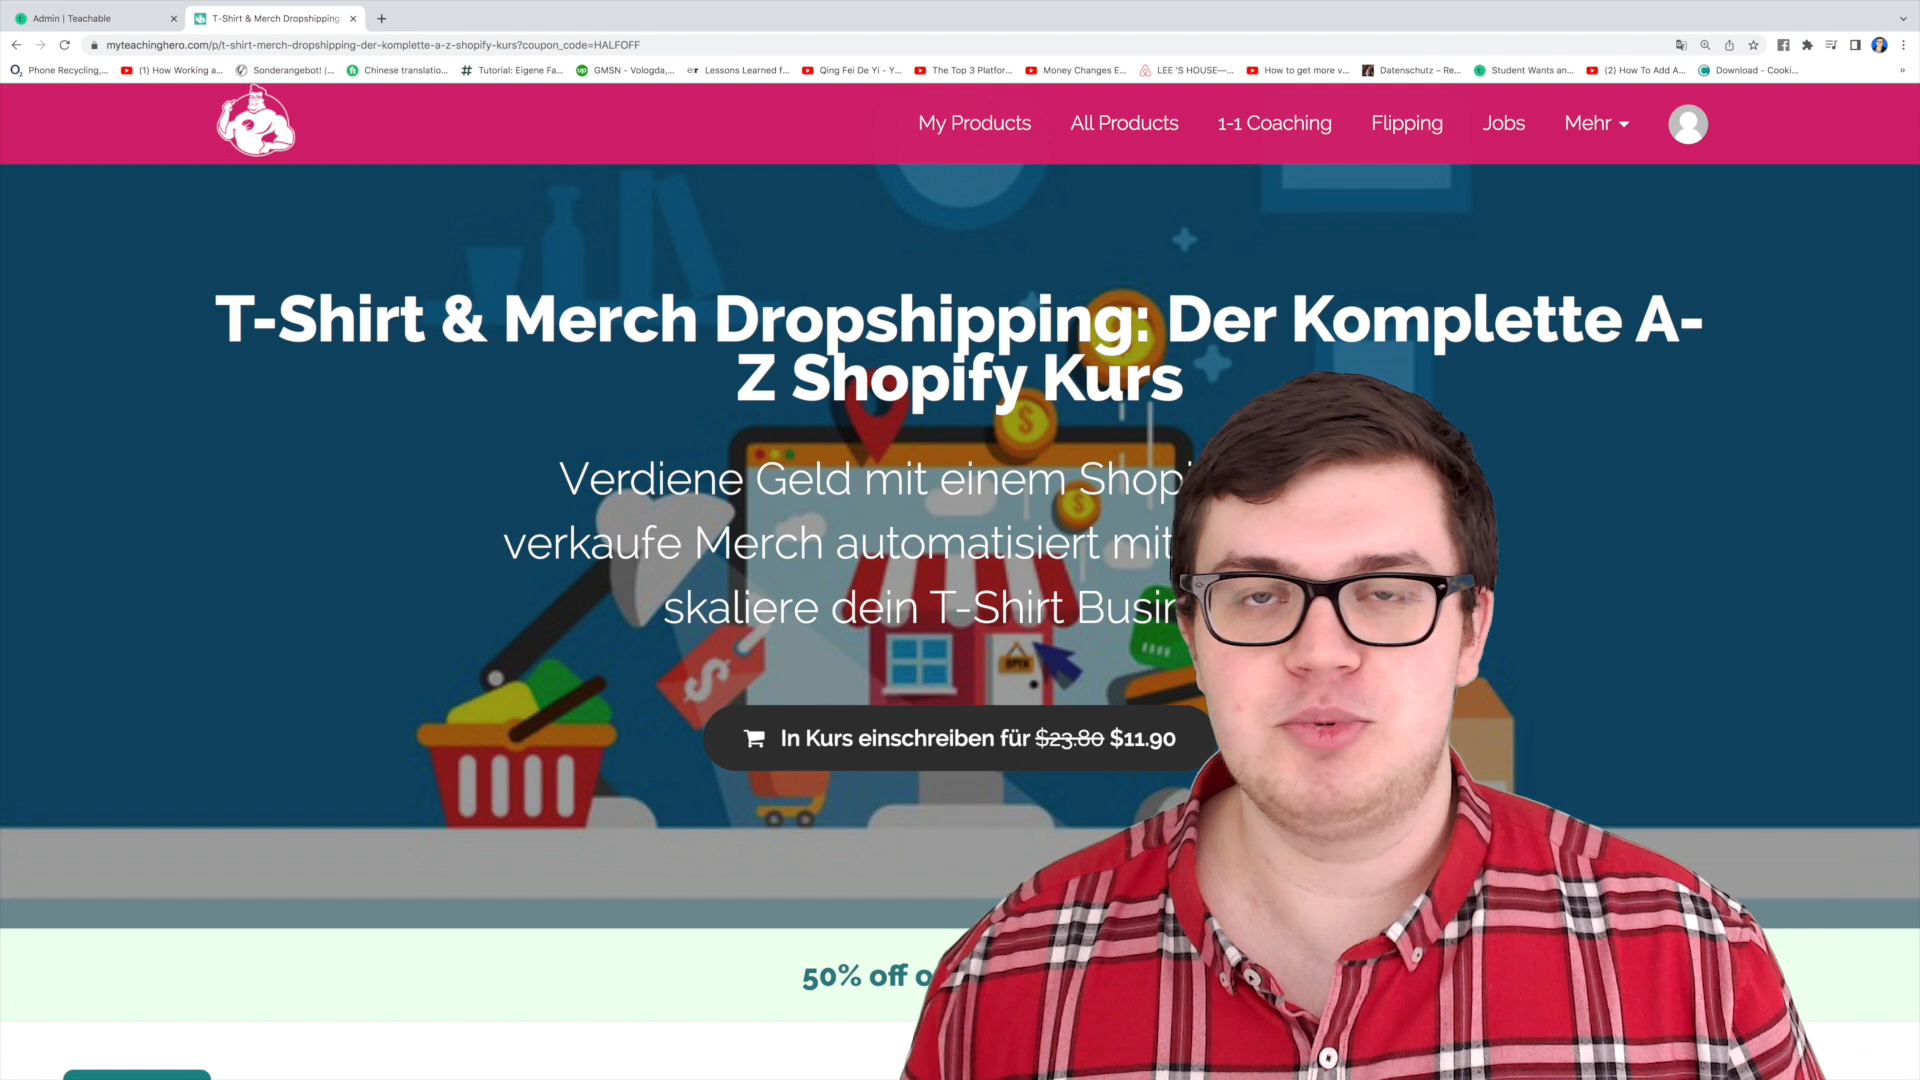 Admin | Teachable
T-Shirt & Merch Dropshipping:
myteachinghero.com/p/t-shirt-merch-dropshipping-der-komplette-a-z-shopify-kurs?coupon_code=HALFOFF
Phone Recycling,... (1) How Working a... Sonderangebot! |... Chinese translatio... Tutorial: Eigene Fa... GMSN - Vologda,... Lessons Learned f... Qing Fei De Yi - Y... The Top 3 Platfor... Money Changes E... LEE 'S HOUSE—... How to get more v... Datenschutz – Re... Student Wants an... (2) How To Add A... Download - Cooki...
My Products All Products 1-1 Coaching Flipping Jobs Mehr
T-Shirt & Merch Dropshipping: Der Komplette A-
Z Shopify Kurs
Verdiene Geld mit einem Shopi
verkaufe Merch automatisiert mit
skaliere dein T-Shirt Busin
OPEN
In Kurs einschreiben für $23.80 $11.90
50% off o